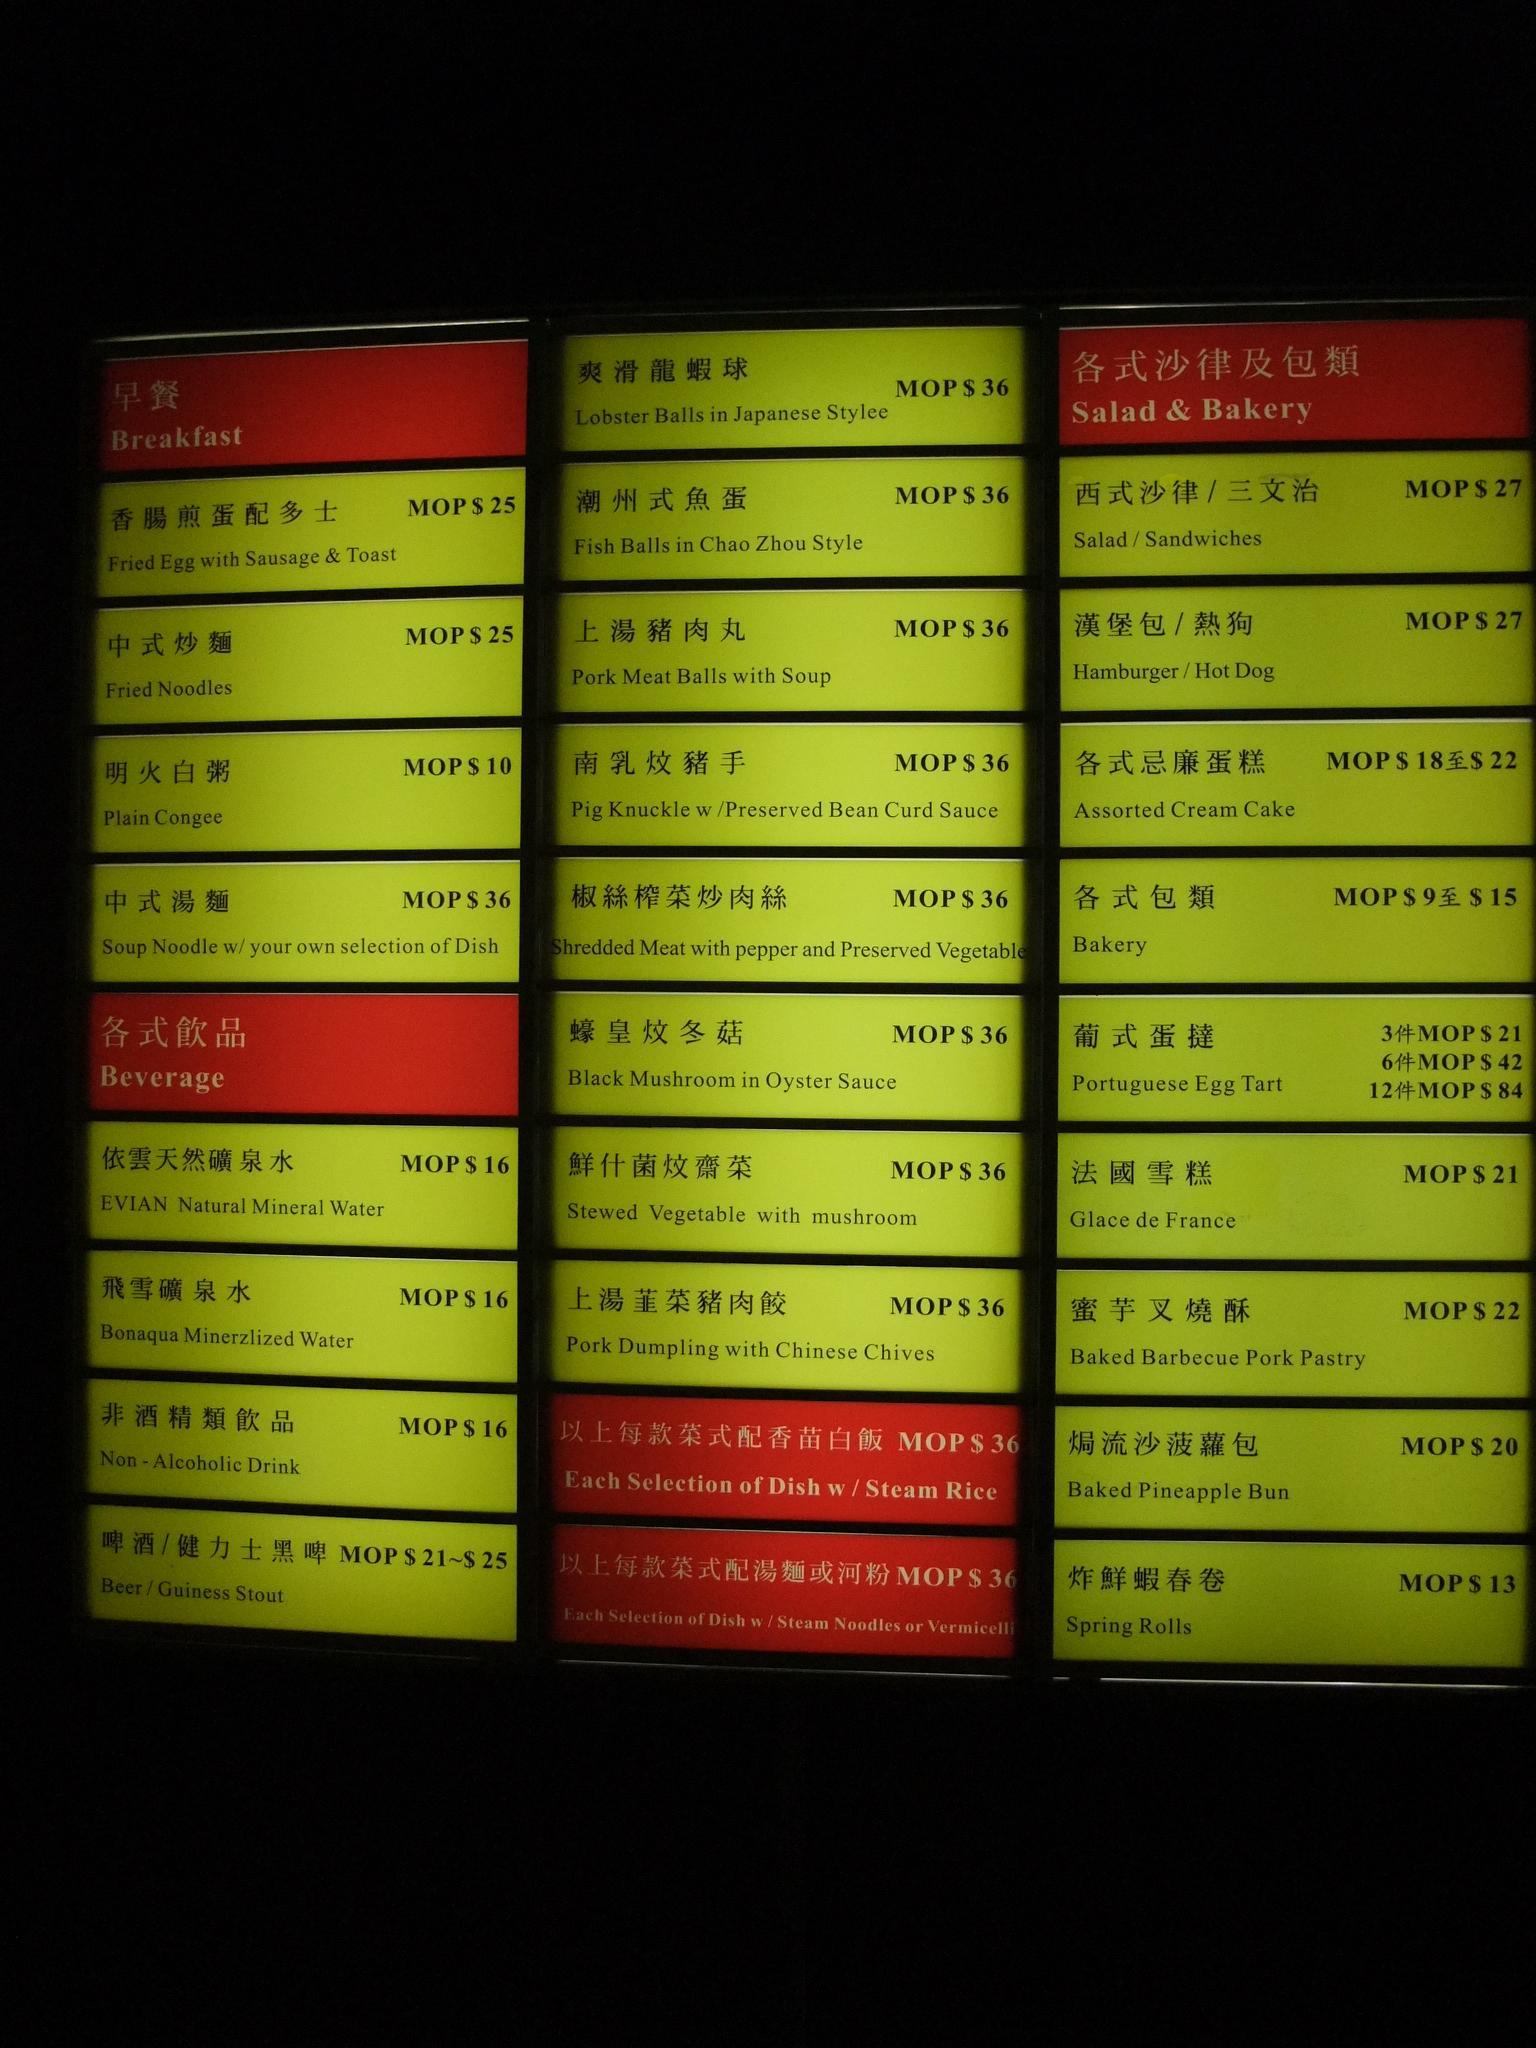 早餐
Breakfast
香腸煎蛋配多士 MOP $ 25
Fried Egg with Sausage & Toast
中式炒麵 MOP $ 25
Fried Noodles
明火白粥 MOP $ 10
Plain Congee
中式湯麵 MOP $ 36
Soup Noodle w/ your own selection of Dish
各式飲品
Beverage
依雲天然礦泉水 MOP $ 16
EVIAN Natural Mineral Water
飛雪礦泉水 MOP $ 16
Bonaqua Minerzlized Water
非酒精類飲品 MOP $ 16
Non - Alcoholic Drink
啤酒/健力士黑啤 MOP $ 21~$ 25
Beer / Guiness Stout
爽滑龍蝦球 MOP $ 36
Lobster Balls in Japanese Stylee
潮州式魚蛋 MOP $ 36
Fish Balls in Chao Zhou Style
上湯豬肉丸 MOP $ 36
Pork Meat Balls with Soup
南乳炆豬手 MOP $ 36
Pig Knuckle w /Preserved Bean Curd Sauce
椒絲榨菜炒肉絲 MOP $ 36
Shredded Meat with pepper and Preserved Vegetable
蠔皇炆冬菇 MOP $ 36
Black Mushroom in Oyster Sauce
鮮什菌炆齋菜 MOP $ 36
Stewed Vegetable with mushroom
上湯韮菜豬肉餃 MOP $ 36
Pork Dumpling with Chinese Chives
以上每款菜式配香苗白飯 MOP $ 36
Each Selection of Dish w / Steam Rice
以上每款菜式配湯麵或河粉 MOP $ 36
Each Selection of Dish w / Steam Noodles or Vermicelli
各式沙律及包類
Salad & Bakery
西式沙律/三文治 MOP $ 27
Salad / Sandwiches
漢堡包/熱狗 MOP $ 27
Hamburger / Hot Dog
各式忌廉蛋糕 MOP $ 18至$ 22
Assorted Cream Cake
各式包類 MOP $ 9至 $ 15
Bakery
葡式蛋撻 3件MOP $ 21
6件MOP $ 42
Portuguese Egg Tart 12件MOP $ 84
法國雪糕 MOP $ 21
Glace de France
蜜芋叉燒酥 MOP $ 22
Baked Barbecue Pork Pastry
焗流沙菠蘿包 MOP $ 20
Baked Pineapple Bun
炸鮮蝦春卷 MOP $ 13
Spring Rolls